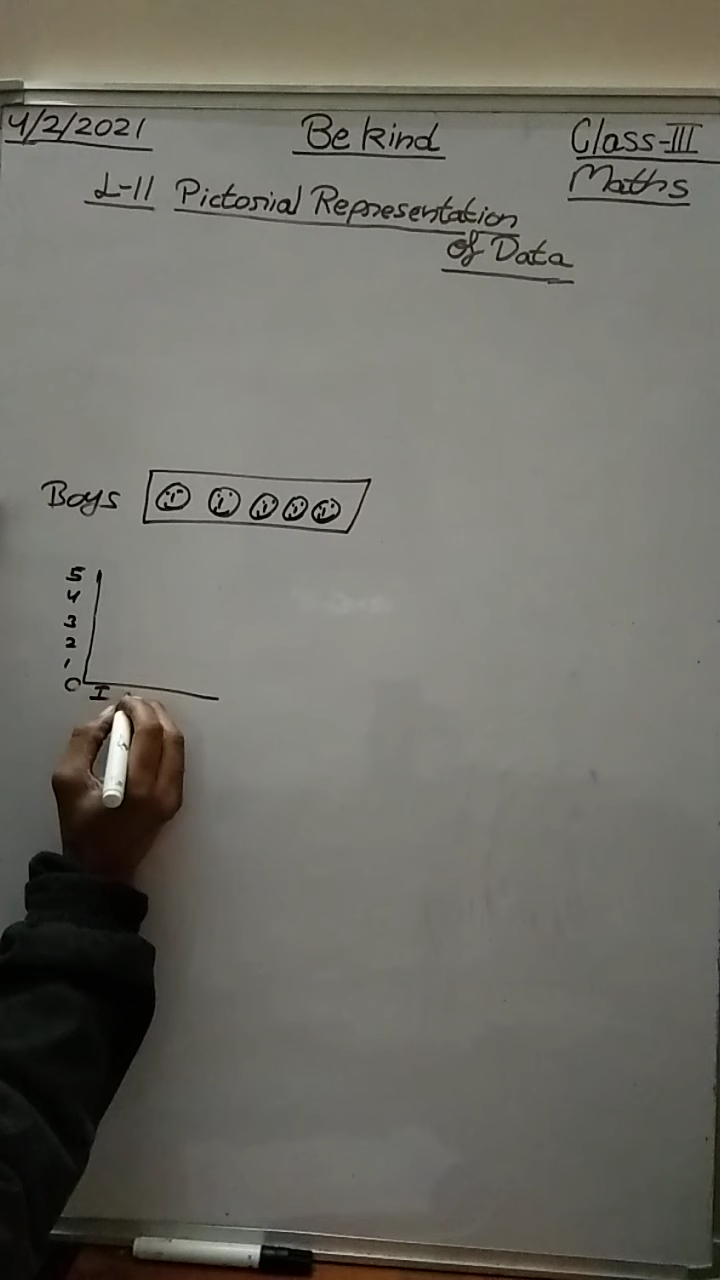 4/2/2021 Be kind Class-III
Maths
L-11 Pictorial Representation
of Data
Boys
5
4
3
2
1
0
I